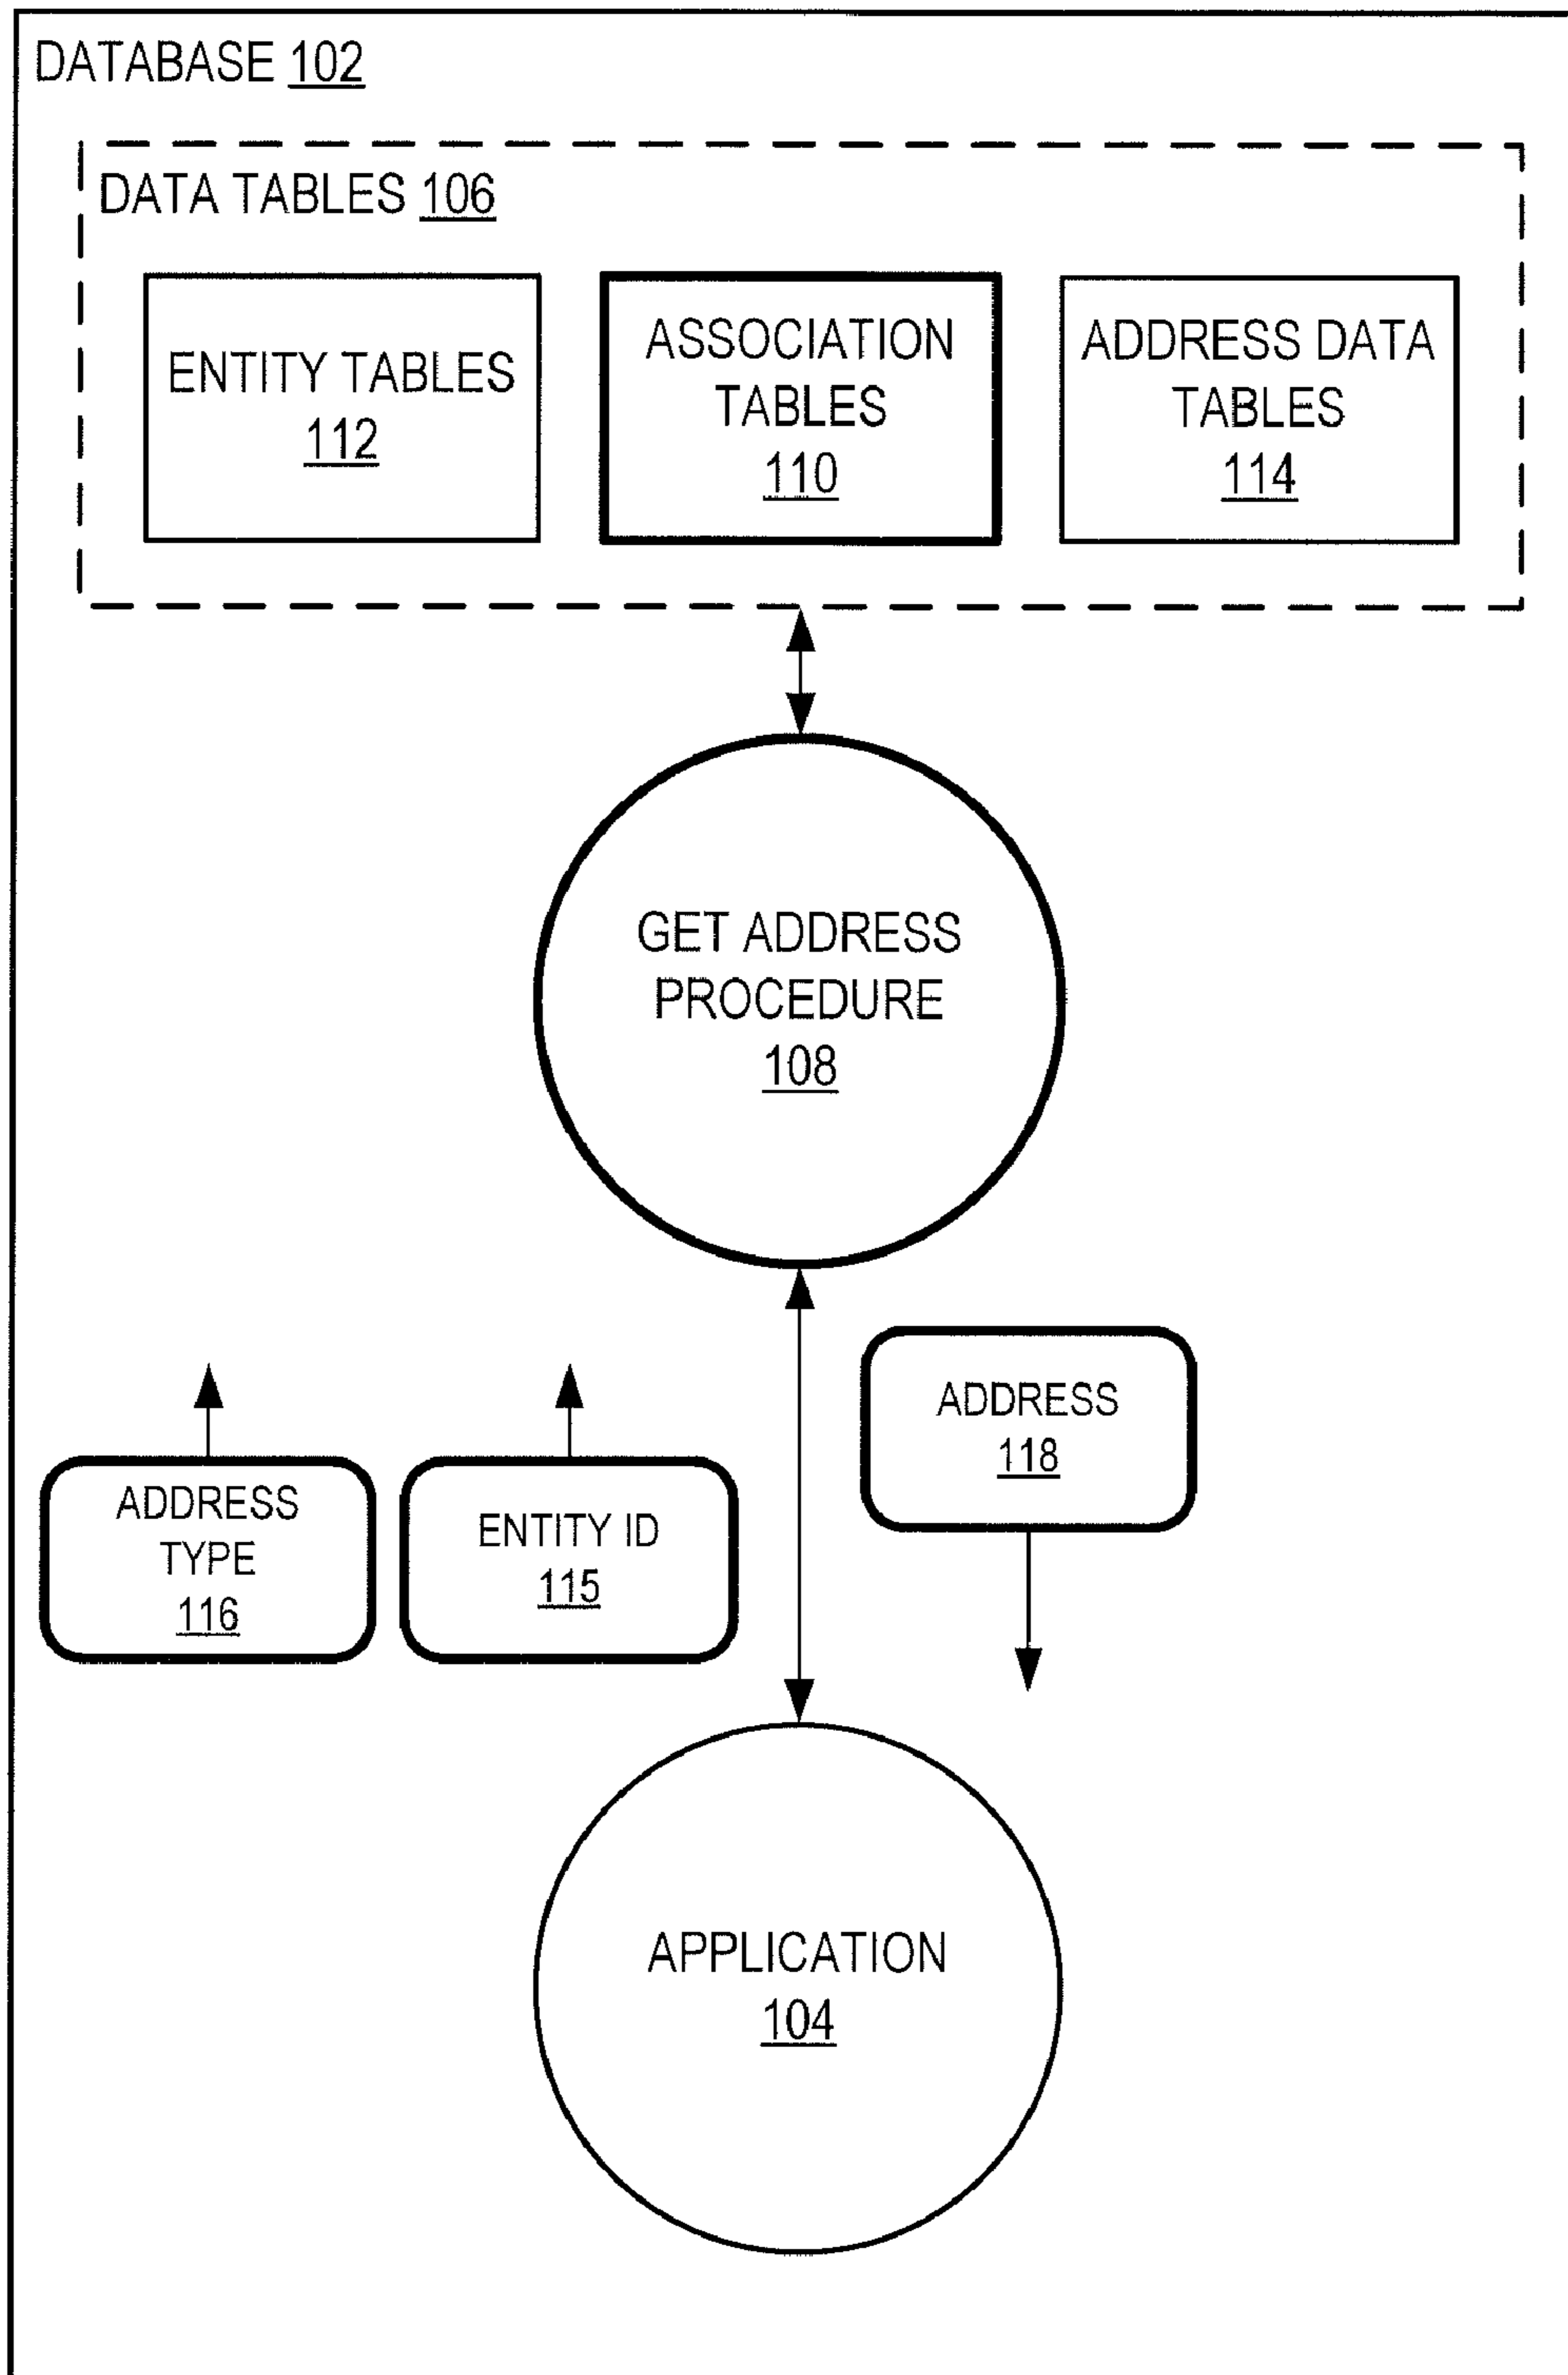 DATABASE 102
DATA TABLES 106
ENTITY TABLES
112
ASSOCIATION
TABLES
110
ADDRESS DATA
TABLES
114
GET ADDRESS
PROCEDURE
108
ADDRESS
TYPE
116
ENTITY ID
115
ADDRESS
118
APPLICATION
104